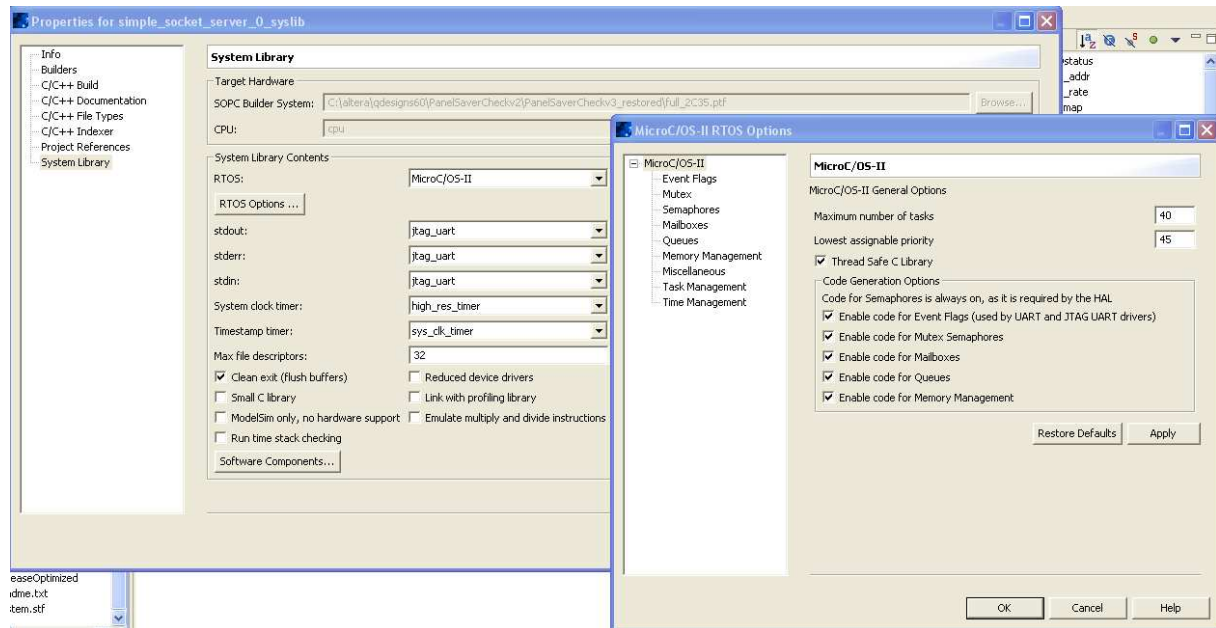 Properties for simple_socket_server_0_syslib
Info
Builders
C/C++ Build
C/C++ Documentation
C/C++ File Types
C/C++ Indexer
Project References
System Library
System Library
Target Hardware
SOPC Builder System: C:\altera\qdesigns60\PanelSaverCheckv2\PanelSaverCheckv3_restored\full_2C35.ptf Browse...
CPU: cpu
System Library Contents
RTOS: MicroC/OS-II
RTOS Options ...
stdout: jtag_uart
stderr: jtag_uart
stdin: jtag_uart
System clock timer: high_res_timer
Timestamp timer: sys_clk_timer
Max file descriptors: 32
Clean exit (flush buffers) Reduced device drivers
Small C library Link with profiling library
ModelSim only, no hardware support Emulate multiply and divide instructions
Run time stack checking
Software Components...
MicroC/OS-II RTOS Options
MicroC/OS-II
Event Flags
Mutex
Semaphores
Mailboxes
Queues
Memory Management
Miscellaneous
Task Management
Time Management
MicroC/OS-II
MicroC/OS-II General Options
Maximum number of tasks 40
Lowest assignable priority 45
Thread Safe C Library
Code Generation Options
Code for Semaphores is always on, as it is required by the HAL
Enable code for Event Flags (used by UART and JTAG UART drivers)
Enable code for Mutex Semaphores
Enable code for Mailboxes
Enable code for Queues
Enable code for Memory Management
Restore Defaults Apply
OK Cancel Help
status
_addr
_rate
map
easeOptimized
dme.txt
tem.stf